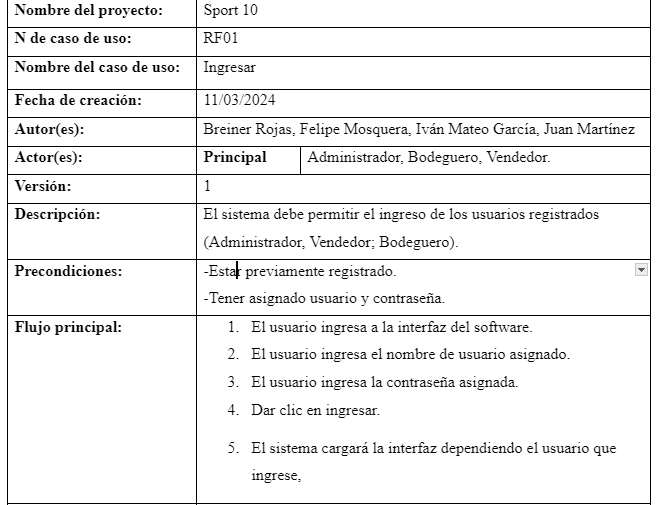 Nombre del proyecto: Sport 10
N de caso de uso: RF01
Nombre del caso de uso: Ingresar
Fecha de creación: 11/03/2024
Autor(es): Breiner Rojas, Felipe Mosquera, Iván Mateo García, Juan Martínez
Actor(es): Principal Administrador, Bodeguero, Vendedor.
Versión: 1
Descripción: El sistema debe permitir el ingreso de los usuarios registrados
(Administrador, Vendedor; Bodeguero).
Precondiciones: -Estar previamente registrado.
-Tener asignado usuario y contraseña.
Flujo principal: 1. El usuario ingresa a la interfaz del software.
2. El usuario ingresa el nombre de usuario asignado.
3. El usuario ingresa la contraseña asignada.
4. Dar clic en ingresar.
5. El sistema cargará la interfaz dependiendo el usuario que
ingrese,